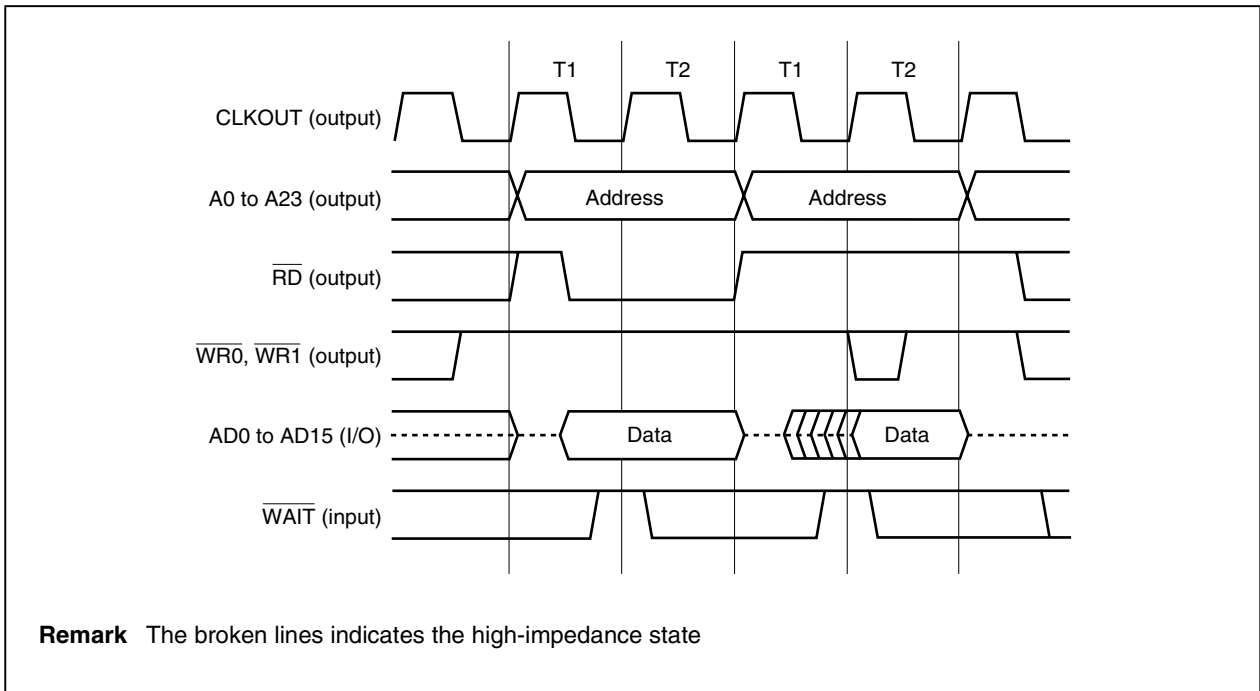 T1 T2 T1 T2
CLKOUT (output)
A0 to A23 (output) Address Address
RD (output)
WR0, WR1 (output)
AD0 to AD15 (I/O) Data Data
WAIT (input)
Remark The broken lines indicates the high-impedance state